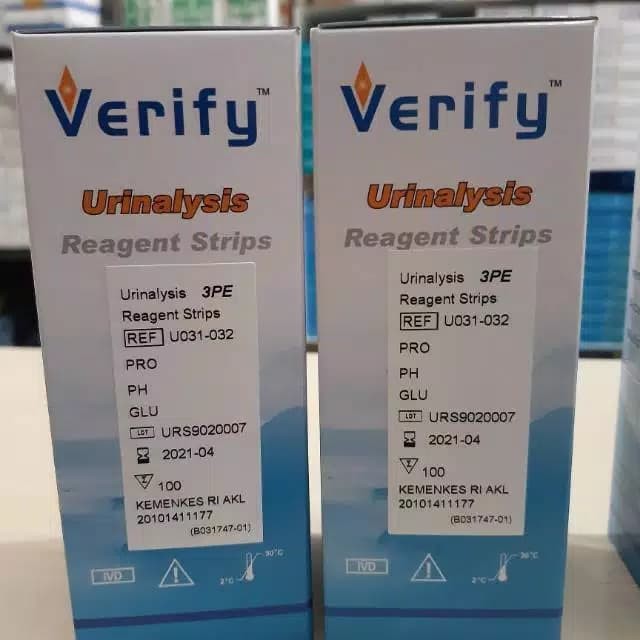 Verify™
Urinalysis
Reagent Strips
Urinalysis 3PE
Reagent Strips
REF U031-032
PRO
PH
GLU
LOT URS9020007
2021-04
100
KEMENKES RI AKL
20101411177
(B031747-01)
IVD
2°C
30°C
Verify™
Urinalysis
Reagent Strips
Urinalysis 3PE
Reagent Strips
REF U031-032
PRO
PH
GLU
LOT URS9020007
2021-04
100
KEMENKES RI AKL
20101411177
(B031747-01)
IVD
2°C
30°C